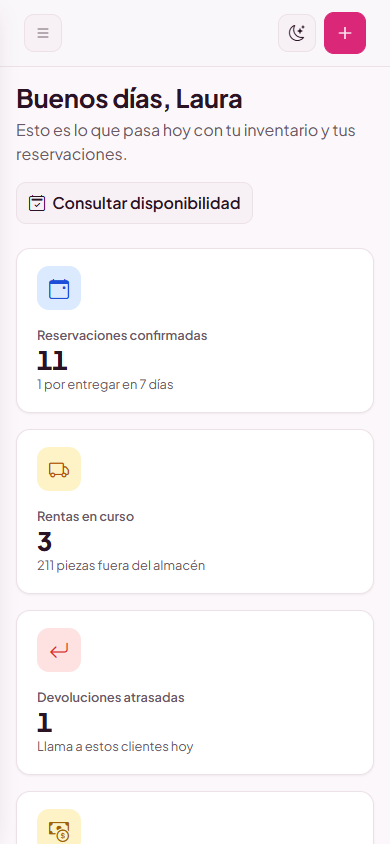 Buenos días, Laura
Esto es lo que pasa hoy con tu inventario y tus
reservaciones.
Consultar disponibilidad
Reservaciones confirmadas
11
1 por entregar en 7 días
Rentas en curso
3
211 piezas fuera del almacén
Devoluciones atrasadas
1
Llama a estos clientes hoy